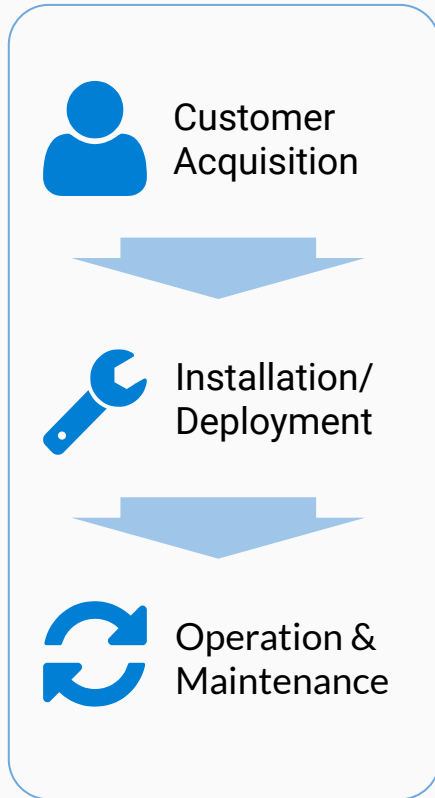 Customer
Acquisition
Installation/
Deployment
Operation &
Maintenance